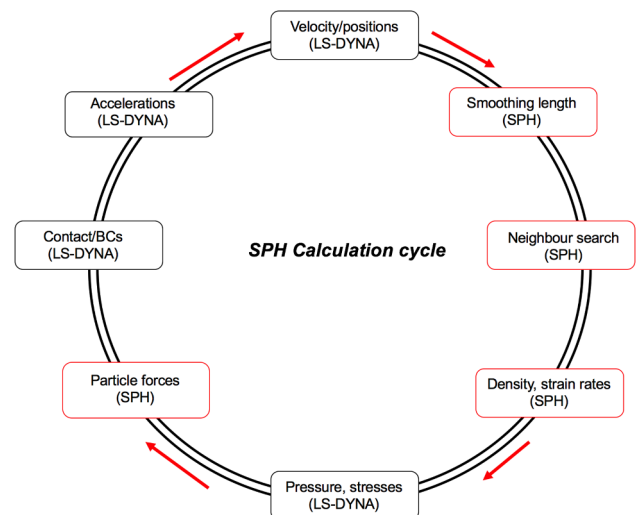 Velocity/positions
(LS-DYNA)
Smoothing length
(SPH)
Neighbour search
(SPH)
Density, strain rates
(SPH)
Pressure, stresses
(LS-DYNA)
Particle forces
(SPH)
Contact/BCs
(LS-DYNA)
Accelerations
(LS-DYNA)
SPH Calculation cycle